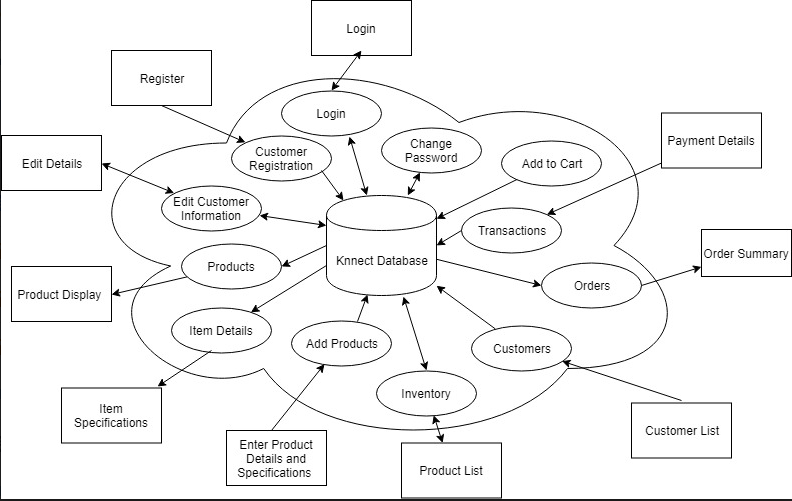 Login
Register
Login
Change
Password
Payment Details
Customer
Registration
Add to Cart
Edit Details
Edit Customer
Information
Transactions
Knnect Database
Order Summary
Products
Orders
Product Display
Item Details
Add Products
Customers
Inventory
Item
Specifications
Enter Product
Details and
Specifications
Product List
Customer List